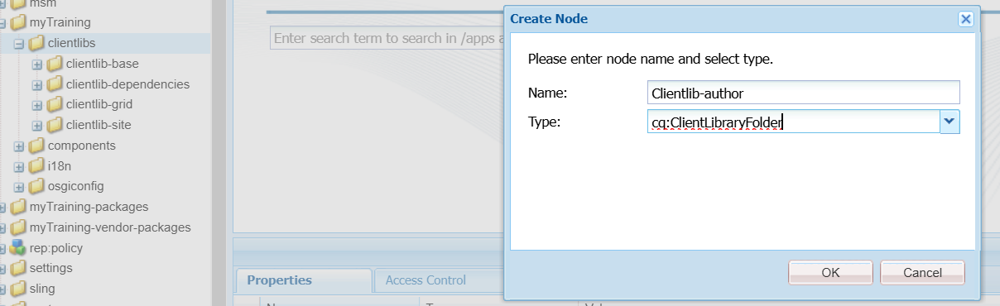 msm
myTraining
clientlibs
clientlib-base
clientlib-dependencies
clientlib-grid
clientlib-site
components
i18n
osgiconfig
myTraining-packages
myTraining-vendor-packages
rep:policy
settings
sling
Enter search term to search in /apps
Properties
Access Control
Create Node
Please enter node name and select type.
Name:
Clientlib-author
Type:
cq:ClientLibraryFolder
OK
Cancel